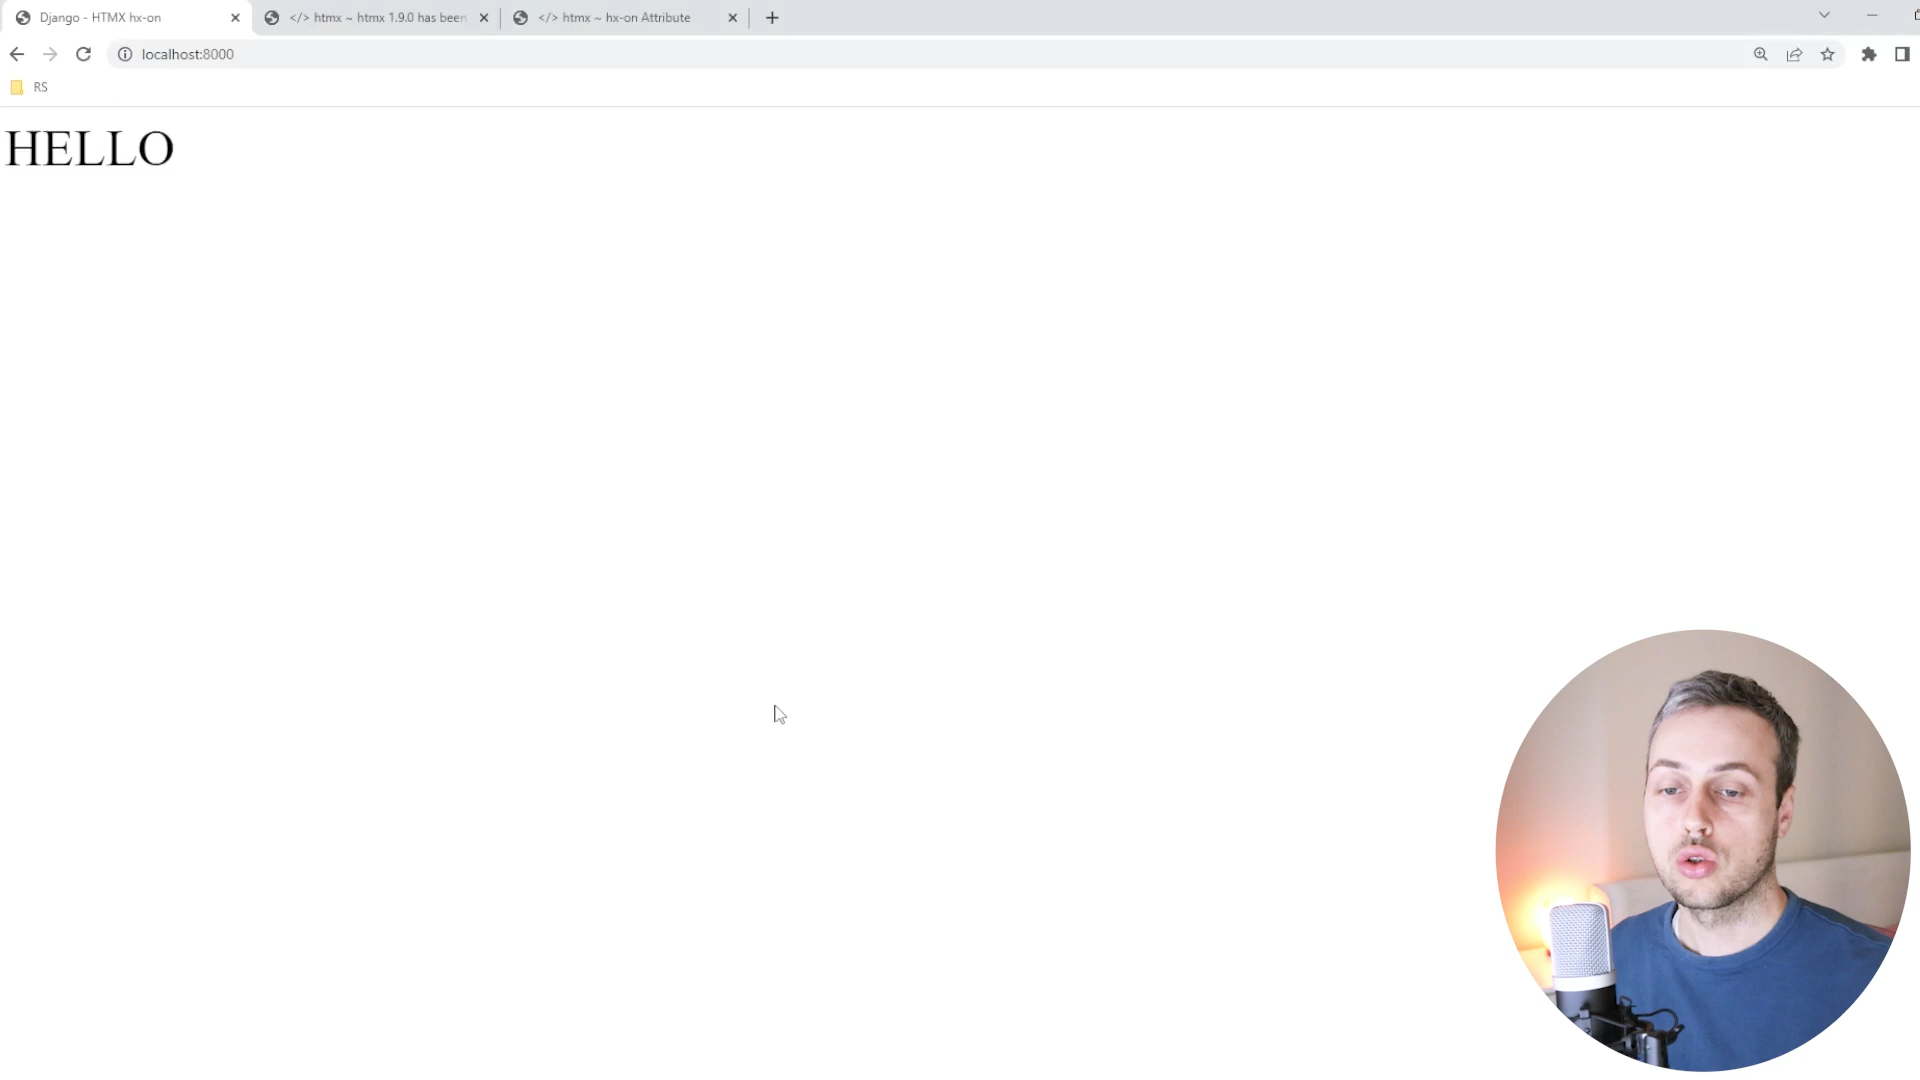 Django - HTMX hx-on
</> htmx ~ htmx 1.9.0 has been
</> htmx ~ hx-on Attribute
localhost:8000
RS
HELLO